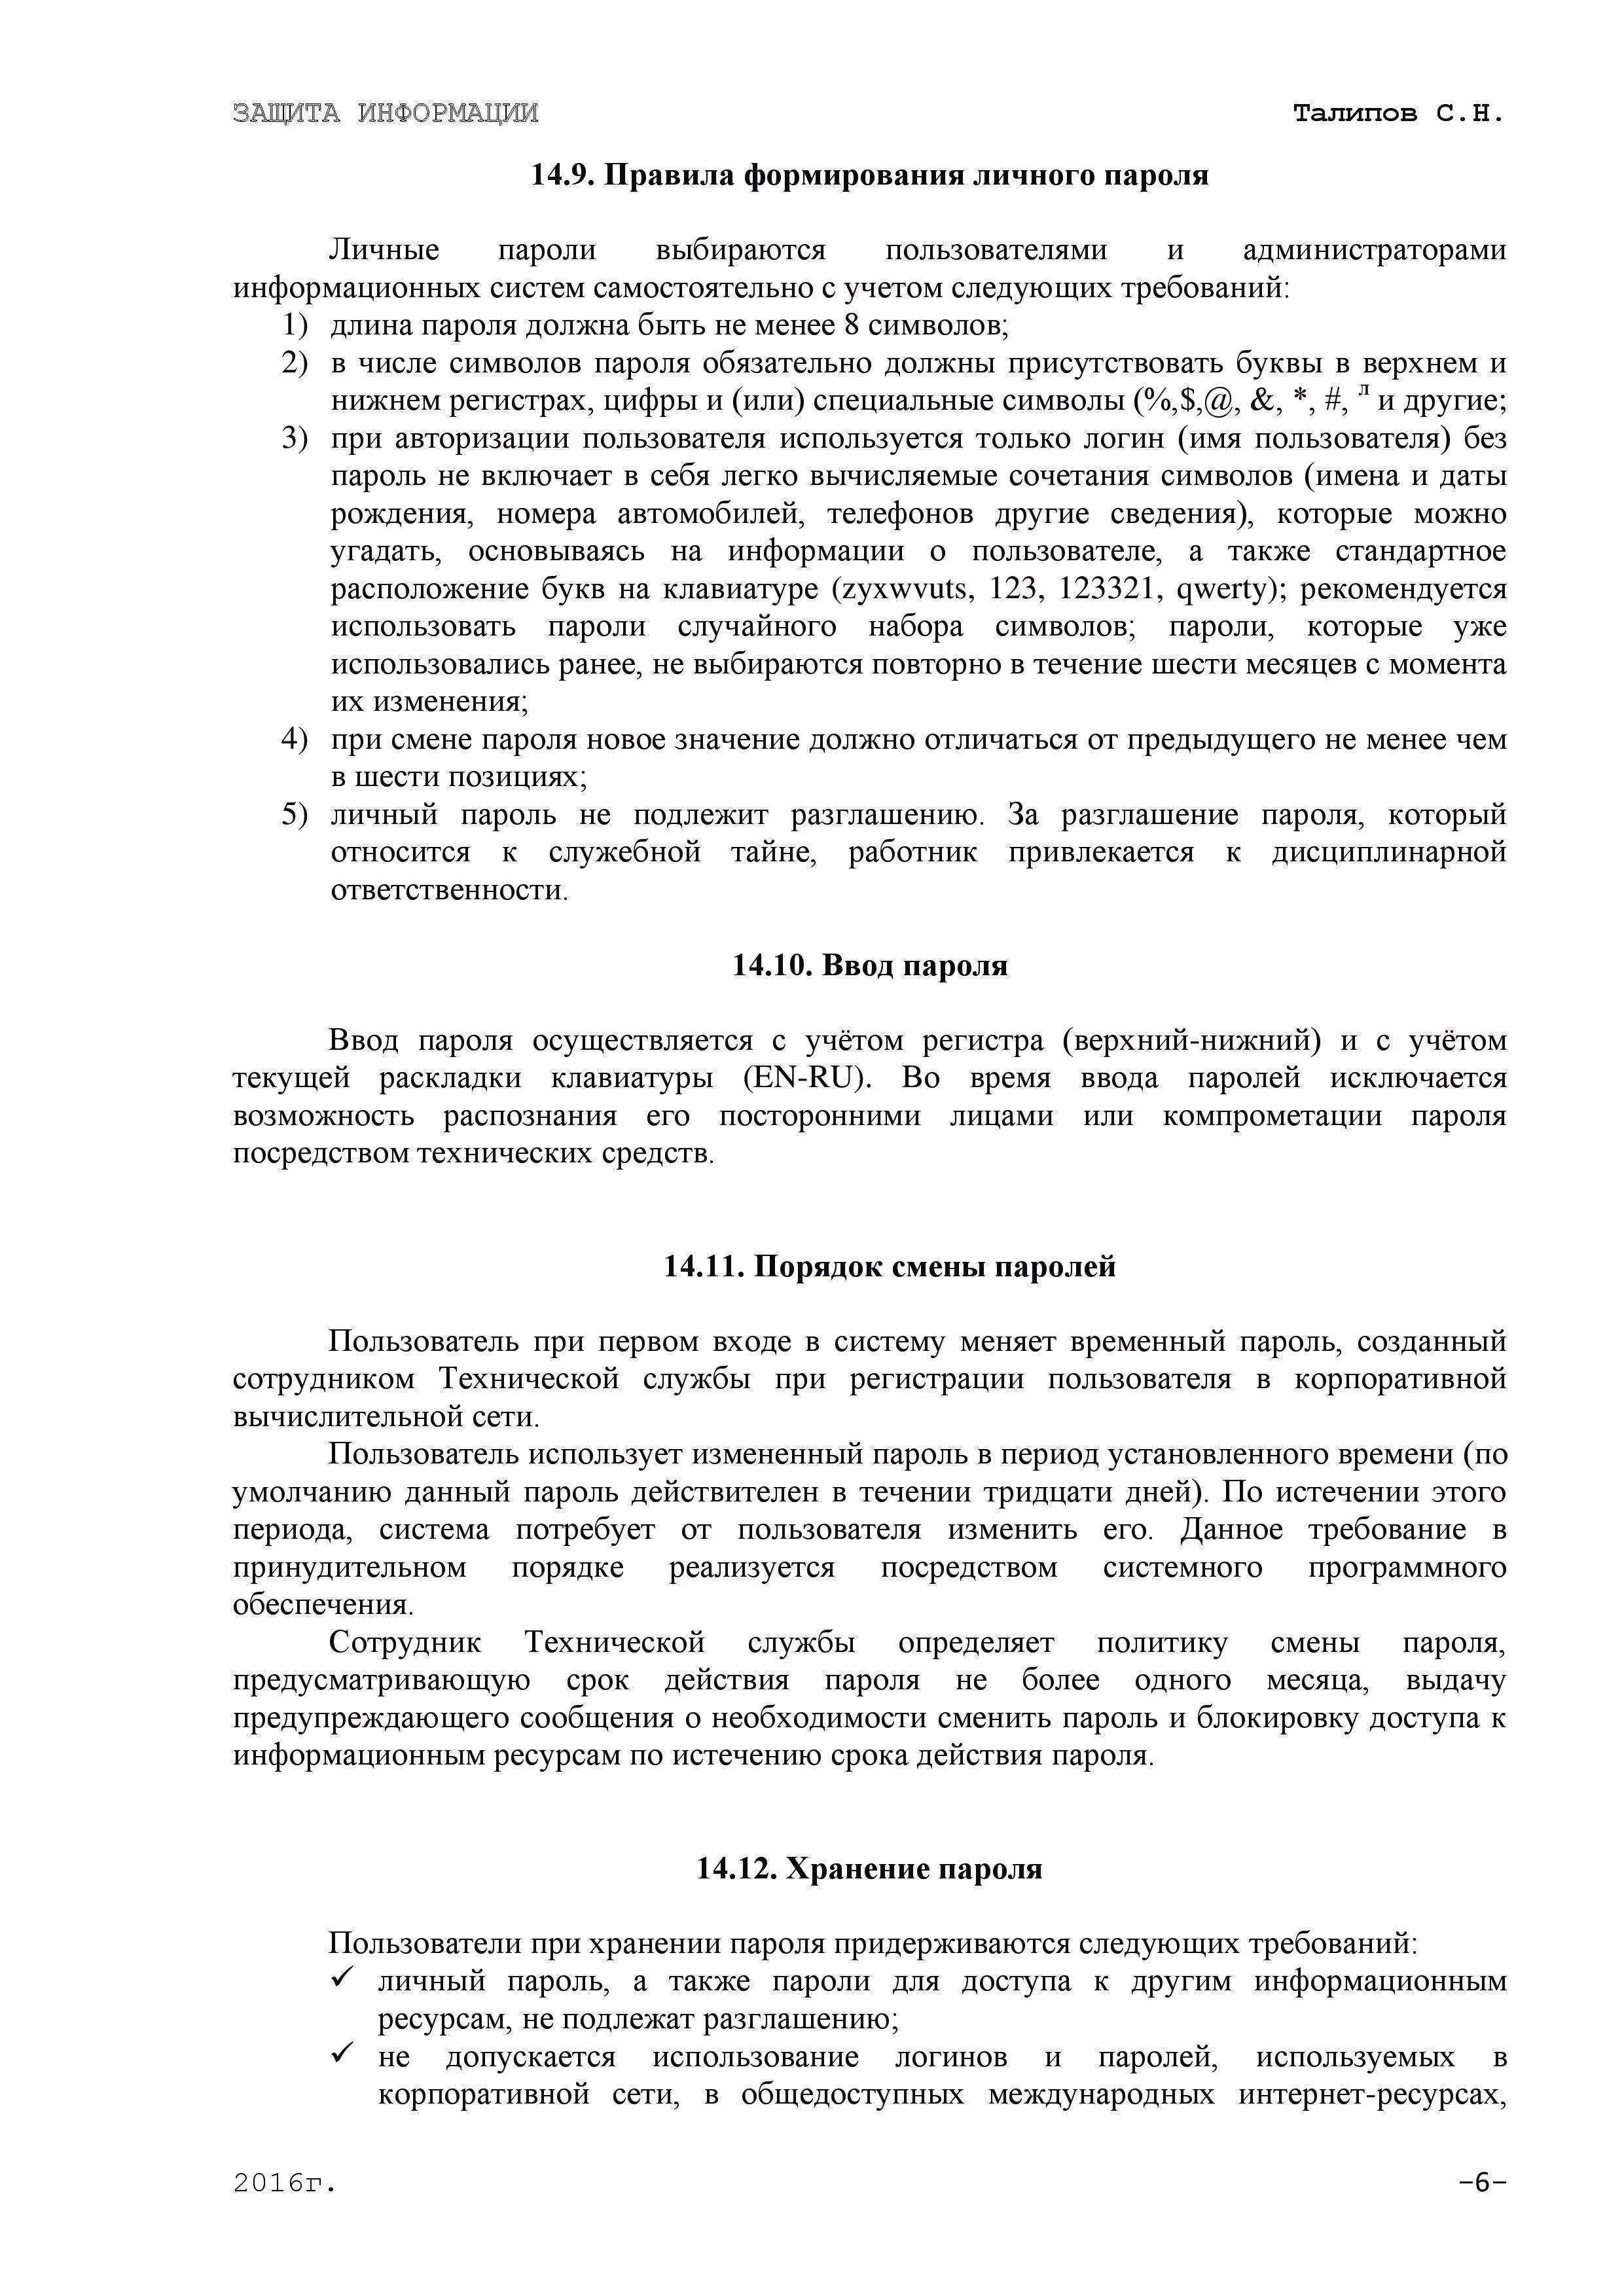 ЗАЩИТА ИНФОРМАЦИИ Талипов С.Н.
14.9. Правила формирования личного пароля
Личные пароли выбираются пользователями и администраторами
информационных систем самостоятельно с учетом следующих требований:
1) длина пароля должна быть не менее 8 символов;
2) в числе символов пароля обязательно должны присутствовать буквы в верхнем и
нижнем регистрах, цифры и (или) специальные символы (%,$,@, &, *, #, л и другие;
3) при авторизации пользователя используется только логин (имя пользователя) без
пароль не включает в себя легко вычисляемые сочетания символов (имена и даты
рождения, номера автомобилей, телефонов другие сведения), которые можно
угадать, основываясь на информации о пользователе, а также стандартное
расположение букв на клавиатуре (zyxwvuts, 123, 123321, qwerty); рекомендуется
использовать пароли случайного набора символов; пароли, которые уже
использовались ранее, не выбираются повторно в течение шести месяцев с момента
их изменения;
4) при смене пароля новое значение должно отличаться от предыдущего не менее чем
в шести позициях;
5) личный пароль не подлежит разглашению. За разглашение пароля, который
относится к служебной тайне, работник привлекается к дисциплинарной
ответственности.
14.10. Ввод пароля
Ввод пароля осуществляется с учётом регистра (верхний-нижний) и с учётом
текущей раскладки клавиатуры (EN-RU). Во время ввода паролей исключается
возможность распознания его посторонними лицами или компрометации пароля
посредством технических средств.
14.11. Порядок смены паролей
Пользователь при первом входе в систему меняет временный пароль, созданный
сотрудником Технической службы при регистрации пользователя в корпоративной
вычислительной сети.
Пользователь использует измененный пароль в период установленного времени (по
умолчанию данный пароль действителен в течении тридцати дней). По истечении этого
периода, система потребует от пользователя изменить его. Данное требование в
принудительном порядке реализуется посредством системного программного
обеспечения.
Сотрудник Технической службы определяет политику смены пароля,
предусматривающую срок действия пароля не более одного месяца, выдачу
предупреждающего сообщения о необходимости сменить пароль и блокировку доступа к
информационным ресурсам по истечению срока действия пароля.
14.12. Хранение пароля
Пользователи при хранении пароля придерживаются следующих требований:
✓ личный пароль, а также пароли для доступа к другим информационным
ресурсам, не подлежат разглашению;
✓ не допускается использование логинов и паролей, используемых в
корпоративной сети, в общедоступных международных интернет-ресурсах,
2016г. -6-